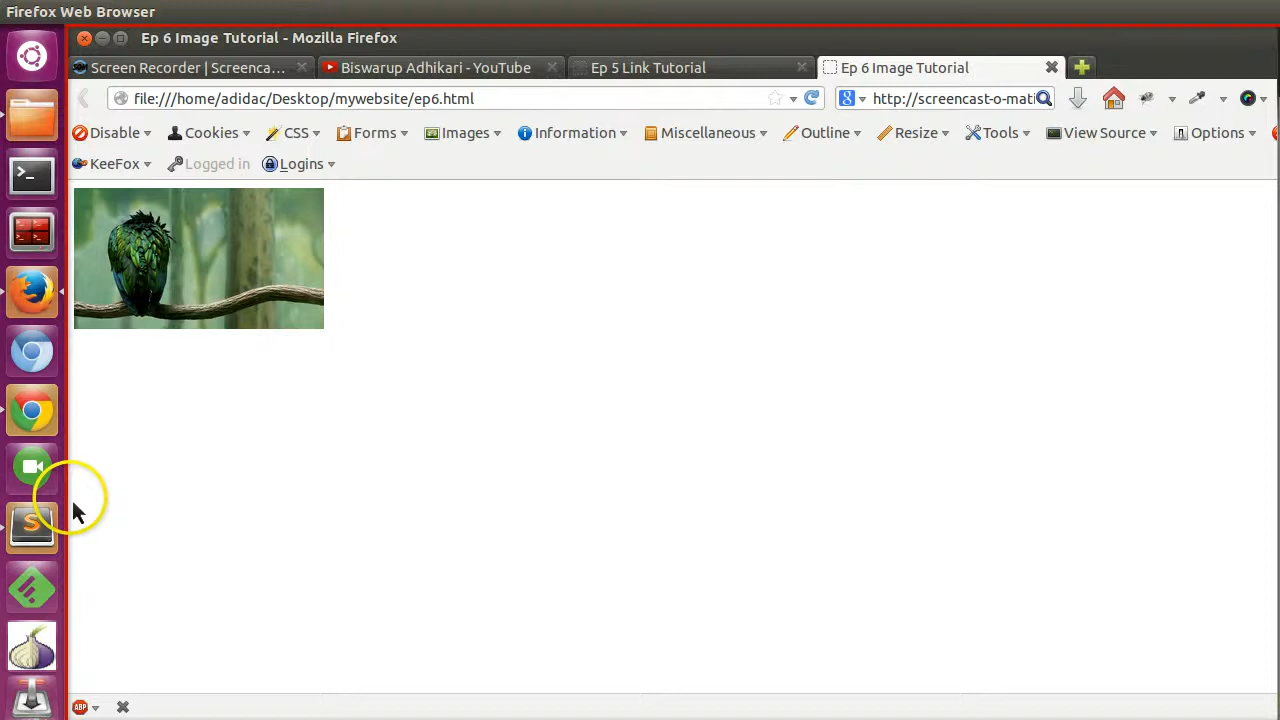 Firefox Web Browser
Ep 6 Image Tutorial - Mozilla Firefox
Screen Recorder | Screenca... Biswarup Adhikari - YouTube Ep 5 Link Tutorial Ep 6 Image Tutorial
file:///home/adidac/Desktop/mywebsite/ep6.html 8 http://screencast-o-mati
Disable Cookies CSS Forms Images Information Miscellaneous Outline Resize Tools View Source Options
KeeFox Logged in Logins
S
ABP